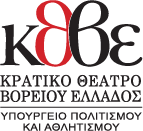 κθβε
ΚΡΑΤΙΚΟ ΘΕΑΤΡΟ
ΒΟΡΕΙΟΥ ΕΛΛΑΔΟΣ
ΥΠΟΥΡΓΕΙΟ ΠΟΛΙΤΙΣΜΟΥ
ΚΑΙ ΑΘΛΗΤΙΣΜΟΥ